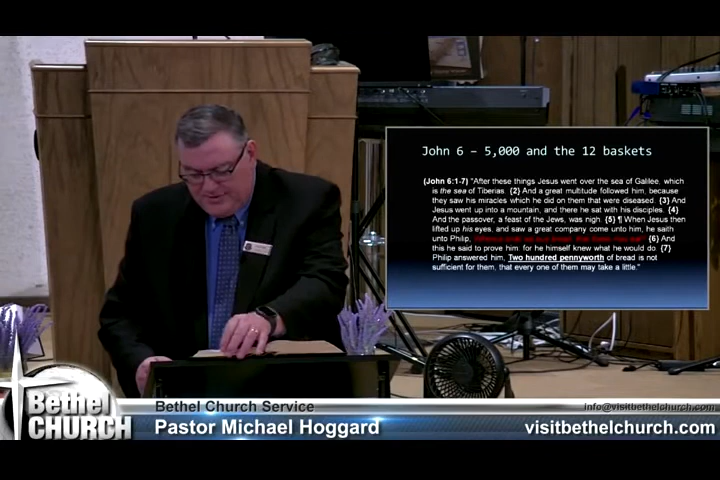 John 6 – 5,000 and the 12 baskets
(John 6:1-7) "After these things Jesus went over the sea of Galilee, which
is the sea of Tiberias. {2} And a great multitude followed him, because
they saw his miracles which he did on them that were diseased. {3} And
Jesus went up into a mountain, and there he sat with his disciples. {4}
And the passover, a feast of the Jews, was nigh. {5} ¶ When Jesus then
lifted up his eyes, and saw a great company come unto him, he saith
unto Philip, {6} And
this he said to prove him: for he himself knew what he would do. {7}
Philip answered him, Two hundred pennyworth of bread is not
sufficient for them, that every one of them may take a little."
Bethel
CHURCH
Bethel Church Service
info@visitbethelchurch.com
Pastor Michael Hoggard
visitbethelchurch.com